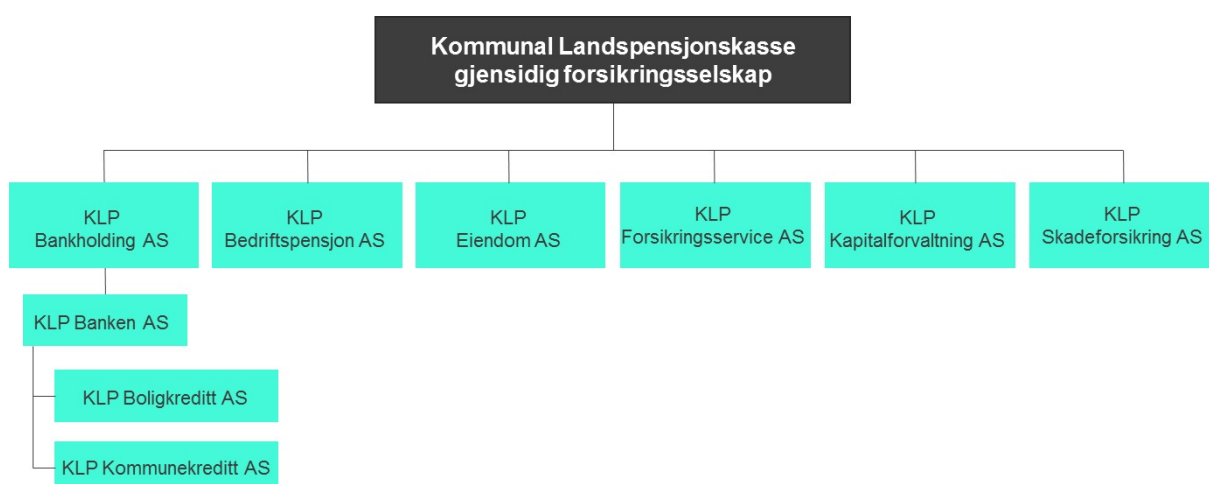 Kommunal Landspensjonskasse
gjensidig forsikringsselskap
KLP
Bankholding AS
KLP
Bedriftspensjon AS
KLP
Eiendom AS
KLP
Forsikringsservice AS
KLP
Kapitalforvaltning AS
KLP
Skadeforsikring AS
KLP Banken AS
KLP Boligkreditt AS
KLP Kommunekreditt AS